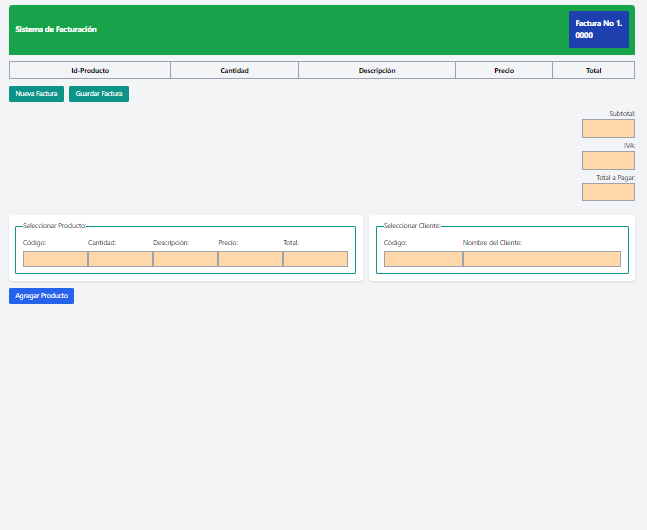 Sistema de Facturación
Factura No 1.
0000
Id-Producto Cantidad Descripción Precio Total
Nueva Factura Guardar Factura
Subtotal:
IVA:
Total a Pagar:
Seleccionar Producto: Seleccionar Cliente:
Código: Cantidad: Descripción: Precio: Total: Código: Nombre del Cliente:
Agregar Producto